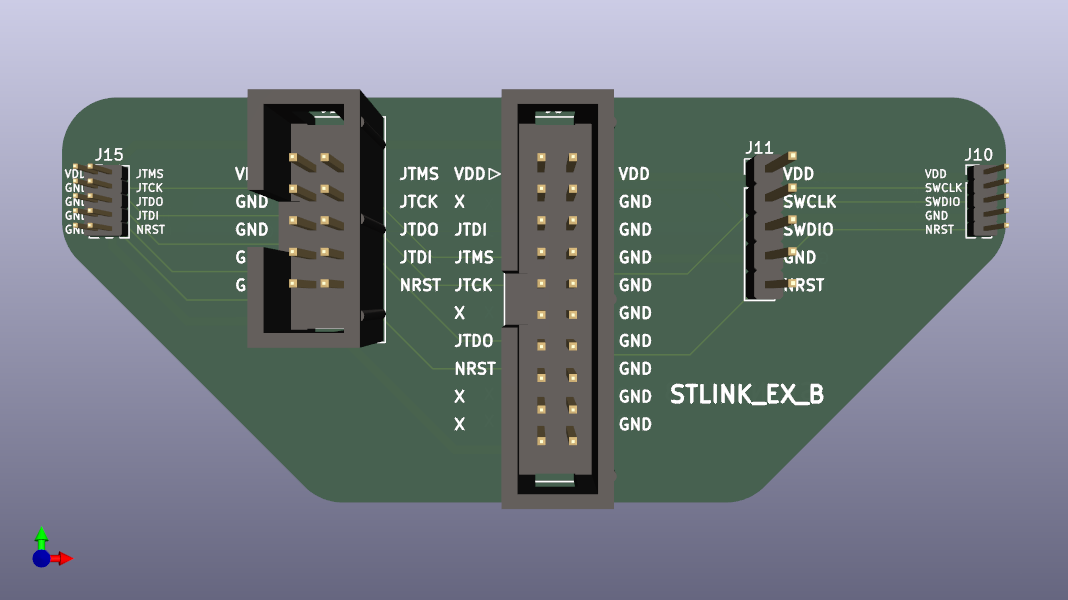 J15
VDD
GND
GND
GND
GND
JTMS
JTCK
JTDO
JTDI
NRST
GND
GND
JTMS
JTCK
JTDO
JTDI
NRST
VDD
X
JTDI
JTMS
JTCK
X
JTDO
NRST
X
X
VDD
GND
GND
GND
GND
GND
GND
GND
GND
GND
STLINK_EX_B
J11
VDD
SWCLK
SWDIO
GND
NRST
J10
VDD
SWCLK
SWDIO
GND
NRST